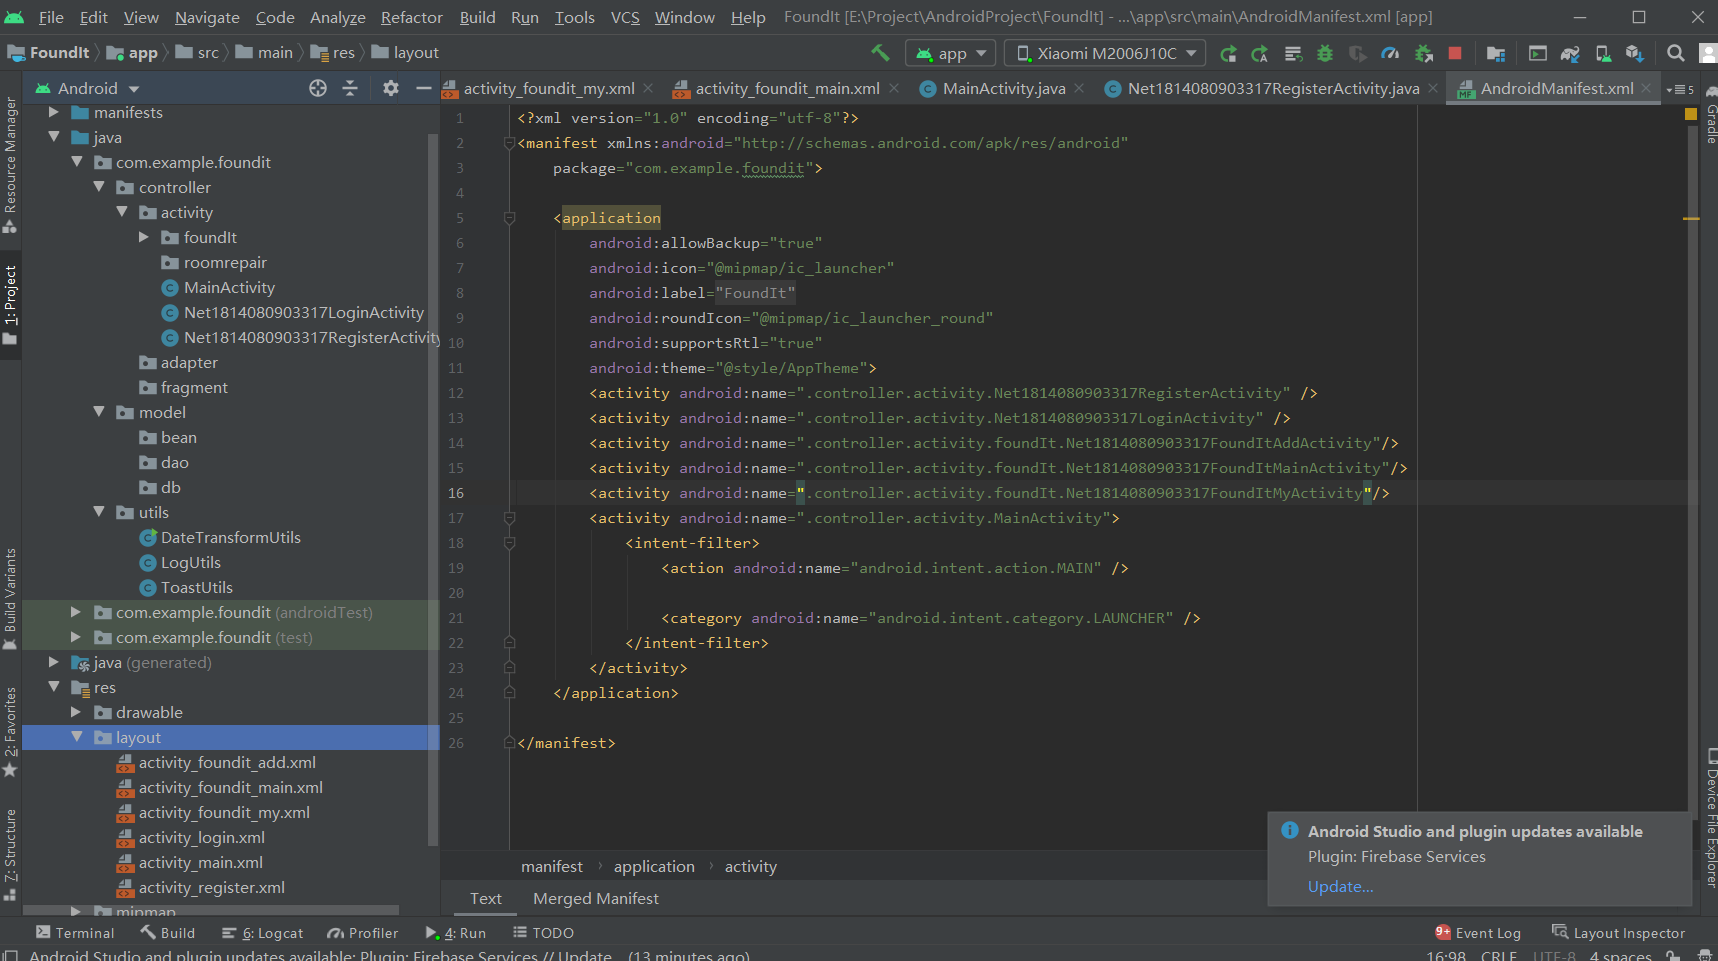 File Edit View Navigate Code Analyze Refactor Build Run Tools VCS Window Help FoundIt [E:\Project\AndroidProject\FoundIt] - ...\app\src\main\AndroidManifest.xml [app]
FoundIt app src main res layout app Xiaomi M2006J10C
Android
activity_foundit_my.xml activity_foundit_main.xml MainActivity.java Net1814080903317RegisterActivity.java AndroidManifest.xml 5
Resource Manager
1: Project
Build Variants
2: Favorites
Z: Structure
manifests
java
com.example.foundit
controller
activity
foundIt
roomrepair
MainActivity
Net1814080903317LoginActivity
Net1814080903317RegisterActivity
adapter
fragment
model
bean
dao
db
utils
DateTransformUtils
LogUtils
ToastUtils
com.example.foundit (androidTest)
com.example.foundit (test)
java (generated)
res
drawable
layout
activity_foundit_add.xml
activity_foundit_main.xml
activity_foundit_my.xml
activity_login.xml
activity_main.xml
activity_register.xml
mipmap
1 <?xml version="1.0" encoding="utf-8"?>
2 <manifest xmlns:android="http://schemas.android.com/apk/res/android"
3 package="com.example.foundit">
4
5 <application
6 android:allowBackup="true"
7 android:icon="@mipmap/ic_launcher"
8 android:label="FoundIt"
9 android:roundIcon="@mipmap/ic_launcher_round"
10 android:supportsRtl="true"
11 android:theme="@style/AppTheme">
12 <activity android:name=".controller.activity.Net1814080903317RegisterActivity" />
13 <activity android:name=".controller.activity.Net1814080903317LoginActivity" />
14 <activity android:name=".controller.activity.foundIt.Net1814080903317FoundItAddActivity"/>
15 <activity android:name=".controller.activity.foundIt.Net1814080903317FoundItMainActivity"/>
16 <activity android:name=".controller.activity.foundIt.Net1814080903317FoundItMyActivity"/>
17 <activity android:name=".controller.activity.MainActivity">
18 <intent-filter>
19 <action android:name="android.intent.action.MAIN" />
20
21 <category android:name="android.intent.category.LAUNCHER" />
22 </intent-filter>
23 </activity>
24 </application>
25
26 </manifest>
Gradle
Device File Explorer
Android Studio and plugin updates available
Plugin: Firebase Services
Update...
manifest application activity
Text Merged Manifest
Terminal Build 6: Logcat Profiler 4: Run TODO 9+ Event Log Layout Inspector
Android Studio and plugin updates available: Plugin: Firebase Services // Update... (13 minutes ago) 16:98 CRLF UTF-8 4 spaces